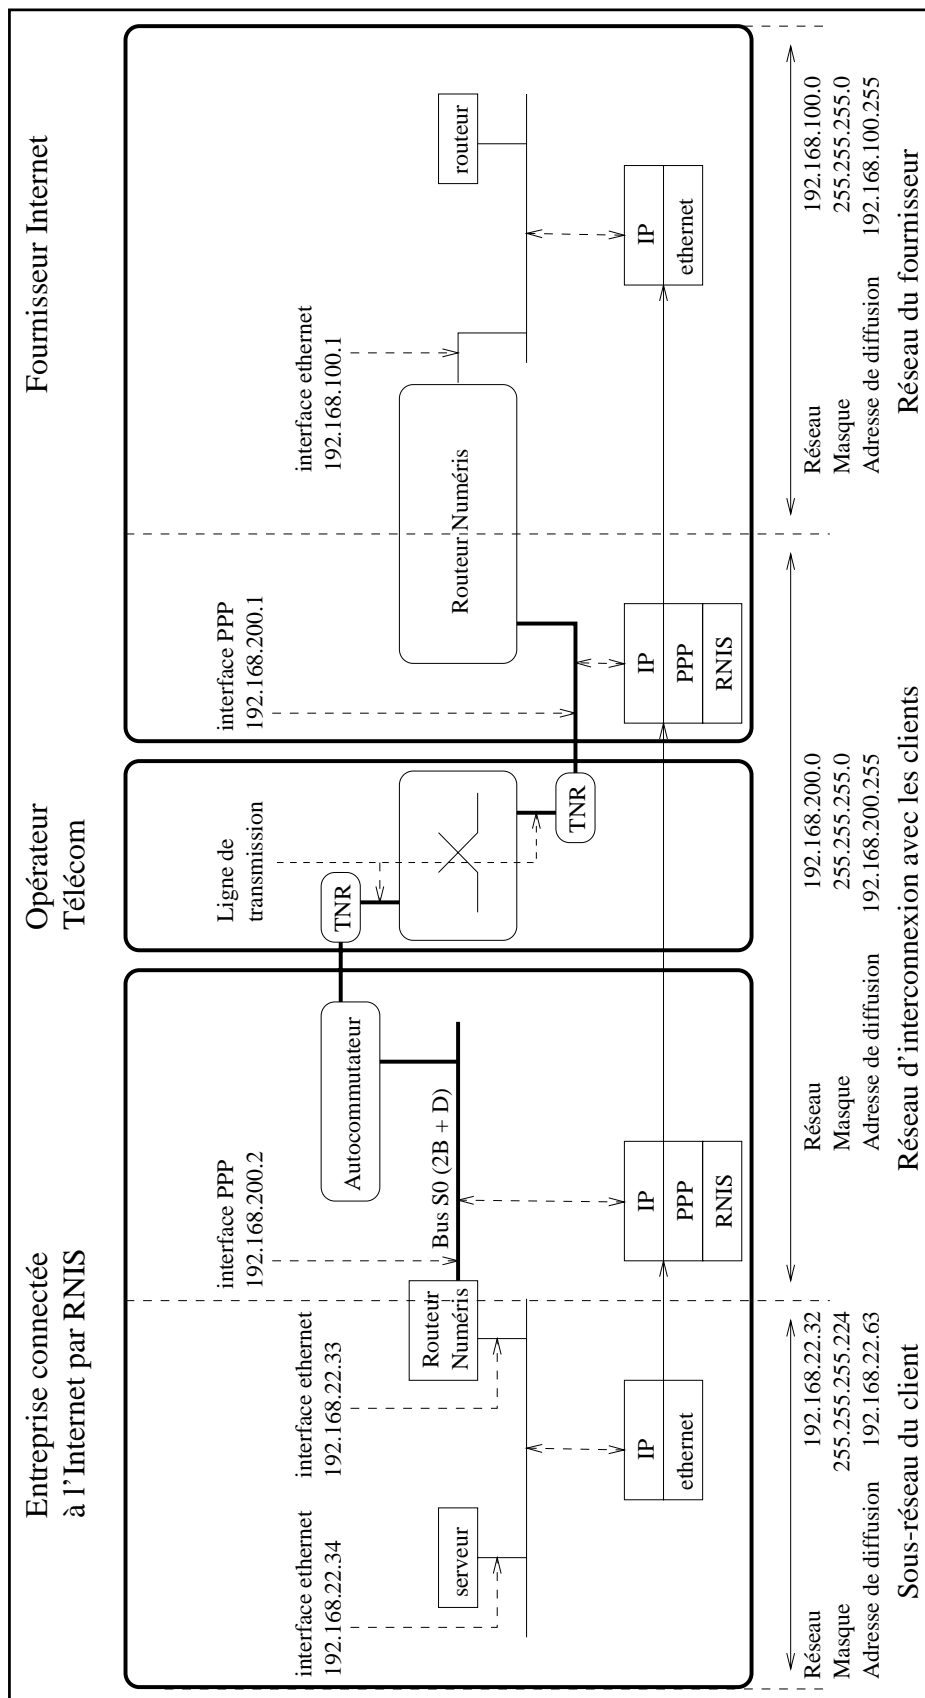 Entreprise connectée
à l'Internet par RNIS
Opérateur
Télécom
Fournisseur Internet
interface ethernet
192.168.22.34
interface ethernet
192.168.22.33
interface PPP
192.168.200.2
Ligne de
transmission
interface PPP
192.168.200.1
interface ethernet
192.168.100.1
serveur
Routeur
Numéris
Bus S0 (2B + D)
Autocommutateur
TNR
TNR
Routeur Numéris
routeur
IP
ethernet
IP
PPP
RNIS
IP
PPP
RNIS
IP
ethernet
Réseau 192.168.22.32
Masque 255.255.255.224
Adresse de diffusion 192.168.22.63
Sous-réseau du client
Réseau 192.168.200.0
Masque 255.255.255.0
Adresse de diffusion 192.168.200.255
Réseau d'interconnexion avec les clients
Réseau 192.168.100.0
Masque 255.255.255.0
Adresse de diffusion 192.168.100.255
Réseau du fournisseur